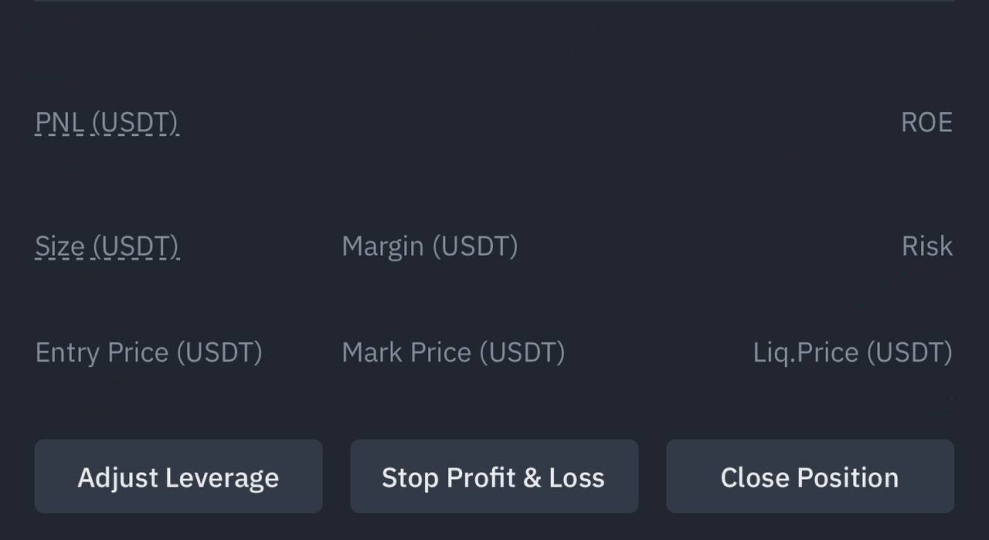 PNL (USDT) ROE
Size (USDT) Margin (USDT) Risk
Entry Price (USDT) Mark Price (USDT) Liq.Price (USDT)
Adjust Leverage Stop Profit & Loss Close Position